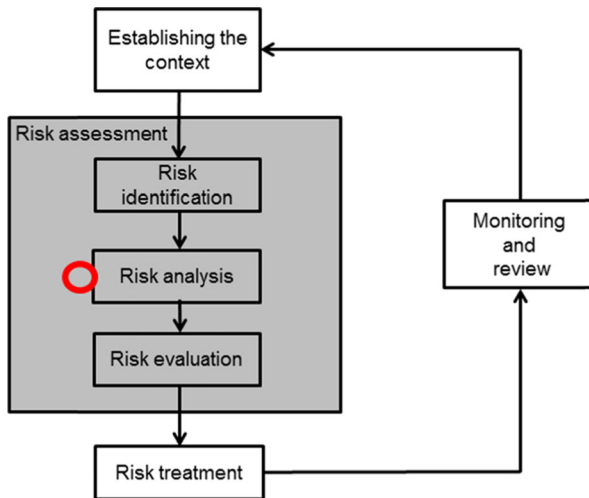 Establishing the
context
Risk assessment
Risk
identification
Risk analysis
Risk evaluation
Risk treatment
Monitoring
and
review